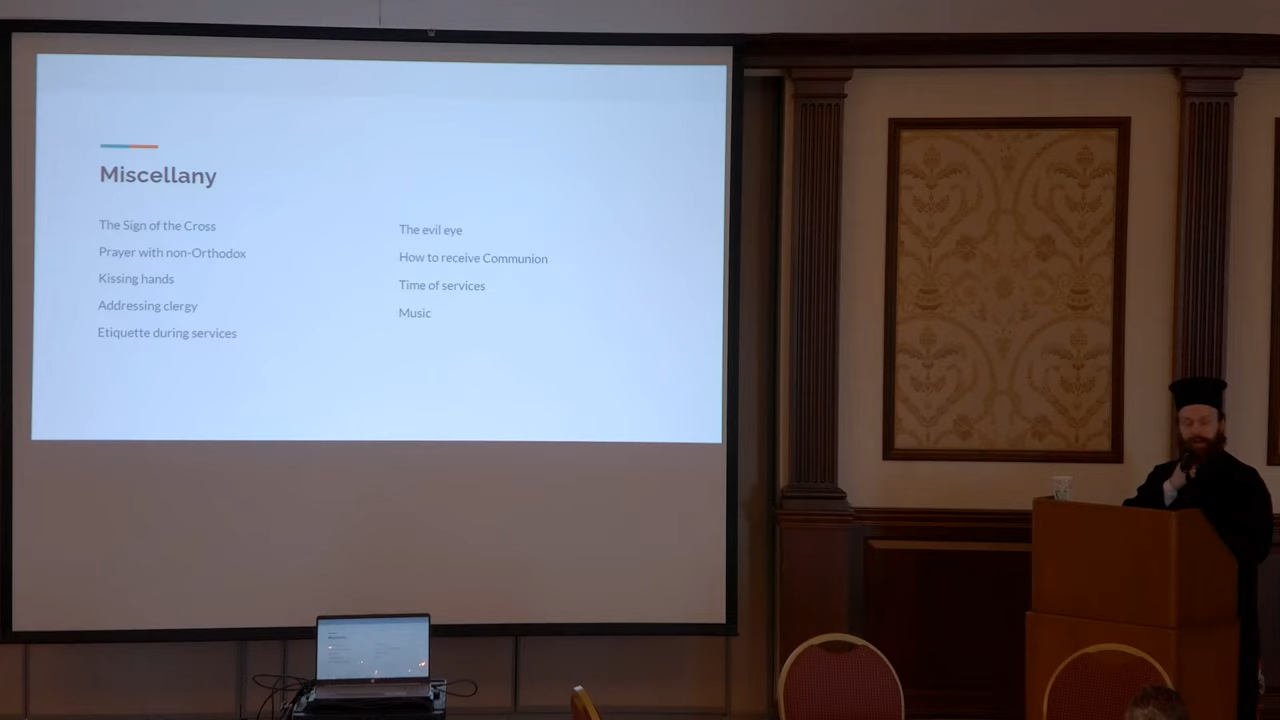 Miscellany
The Sign of the Cross
Prayer with non-Orthodox
Kissing hands
Addressing clergy
Etiquette during services
The evil eye
How to receive Communion
Time of services
Music